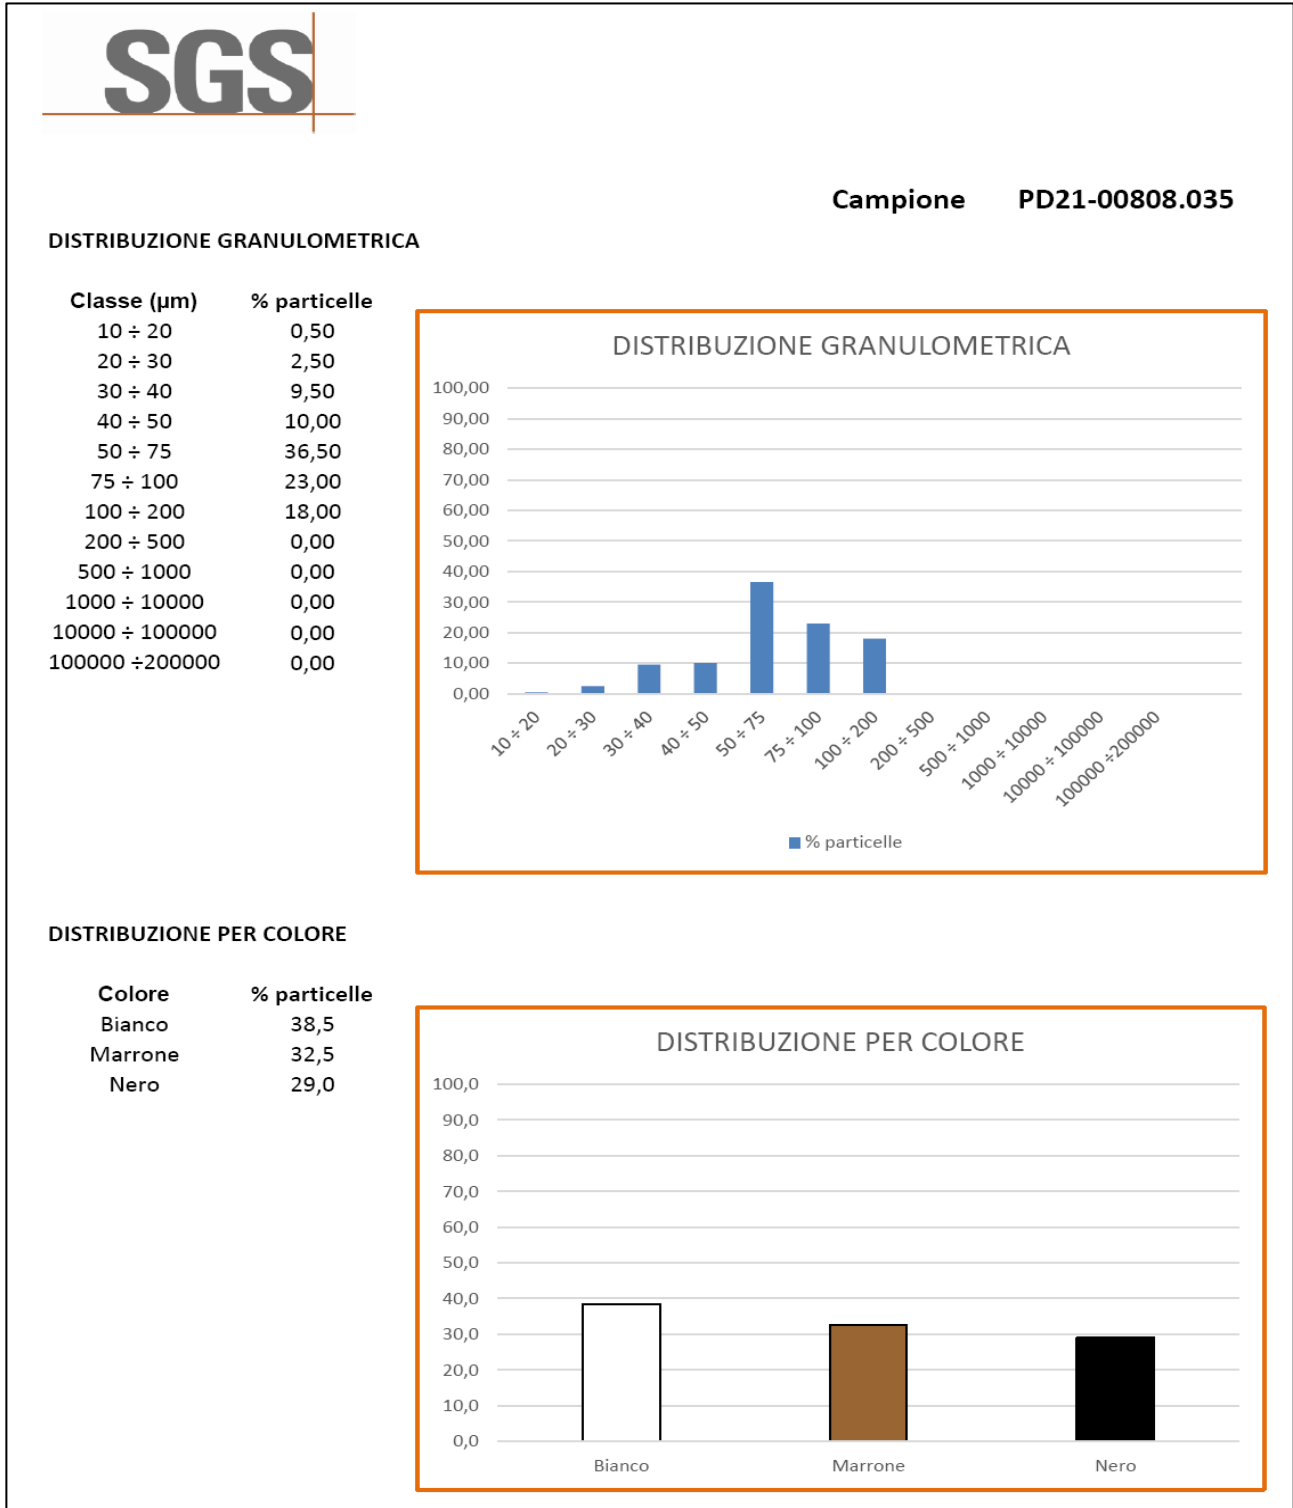 SGS
Campione PD21-00808.035
DISTRIBUZIONE GRANULOMETRICA
Classe (µm) % particelle
10 ÷ 20 0,50
20 ÷ 30 2,50
30 ÷ 40 9,50
40 ÷ 50 10,00
50 ÷ 75 36,50
75 ÷ 100 23,00
100 ÷ 200 18,00
200 ÷ 500 0,00
500 ÷ 1000 0,00
1000 ÷ 10000 0,00
10000 ÷ 100000 0,00
100000 ÷200000 0,00
DISTRIBUZIONE GRANULOMETRICA
100,00
90,00
80,00
70,00
60,00
50,00
40,00
30,00
20,00
10,00
0,00
10 ÷ 20
20 ÷ 30
30 ÷ 40
40 ÷ 50
50 ÷ 75
75 ÷ 100
100 ÷ 200
200 ÷ 500
500 ÷ 1000
1000 ÷ 10000
10000 ÷ 100000
100000 ÷200000
% particelle
DISTRIBUZIONE PER COLORE
Colore % particelle
Bianco 38,5
Marrone 32,5
Nero 29,0
DISTRIBUZIONE PER COLORE
100,0
90,0
80,0
70,0
60,0
50,0
40,0
30,0
20,0
10,0
0,0
Bianco Marrone Nero